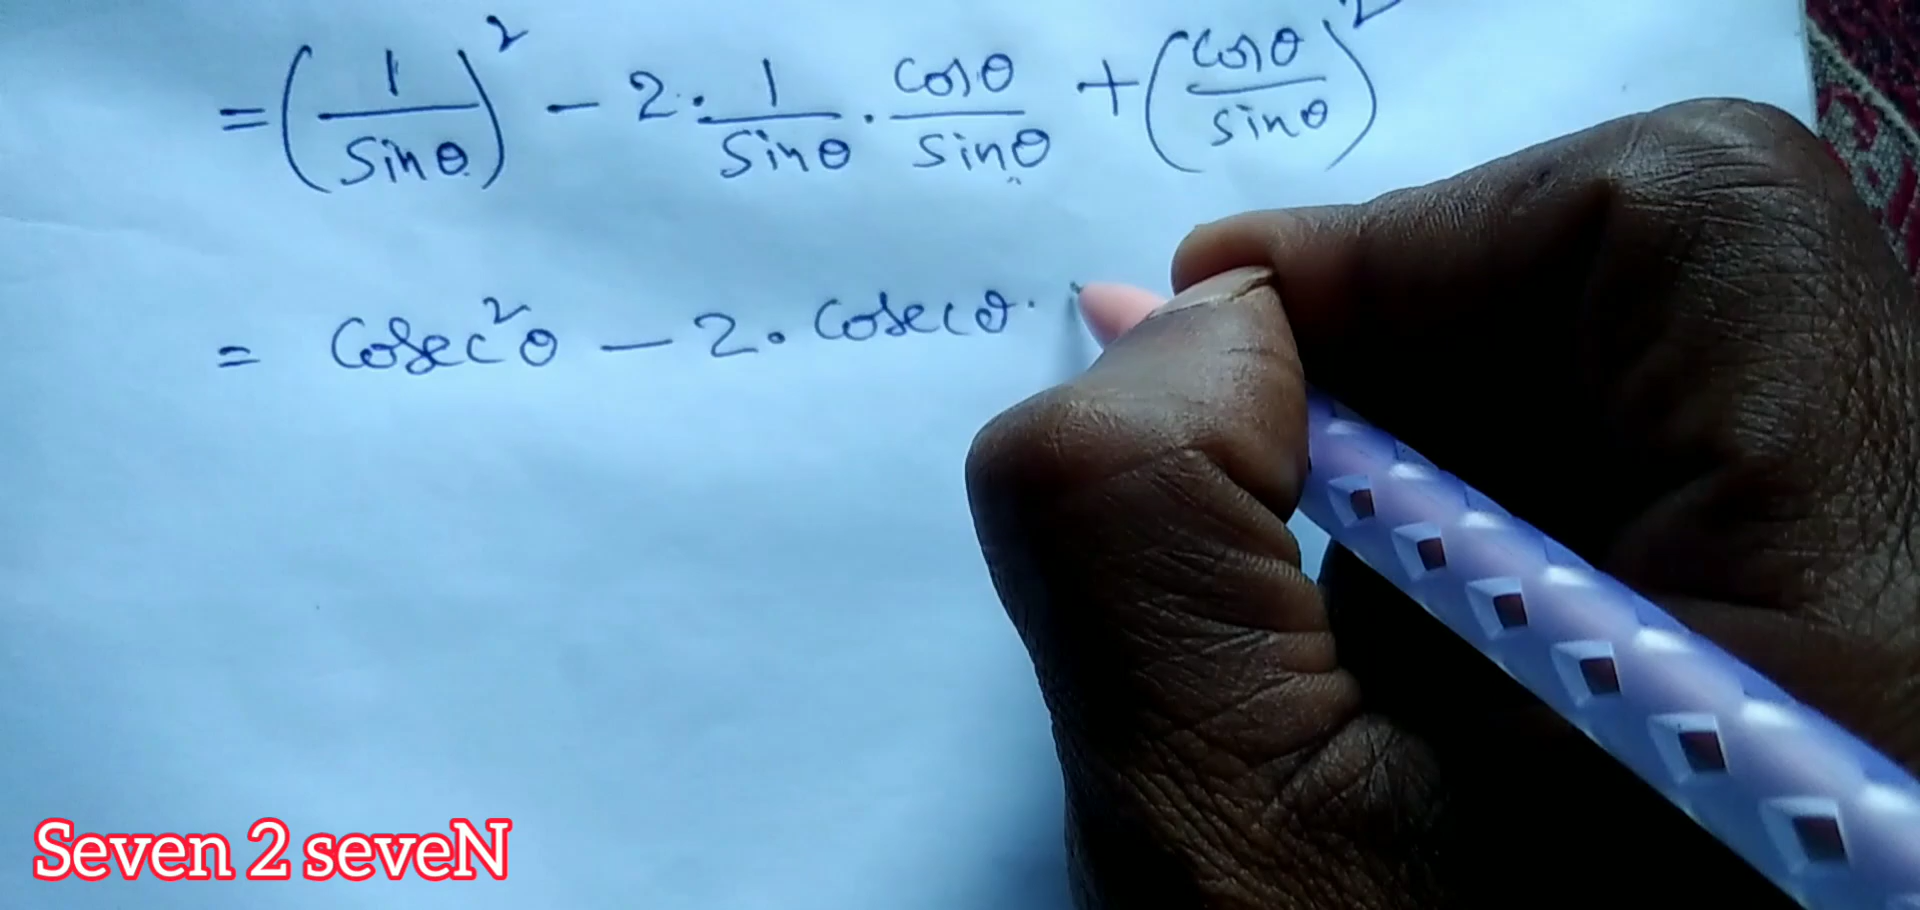 = (1/sinθ)² - 2 · 1/sinθ · cosθ/sinθ + (cosθ/sinθ)²
= cosec²θ - 2 · cosecθ ·
Seven 2 seveN